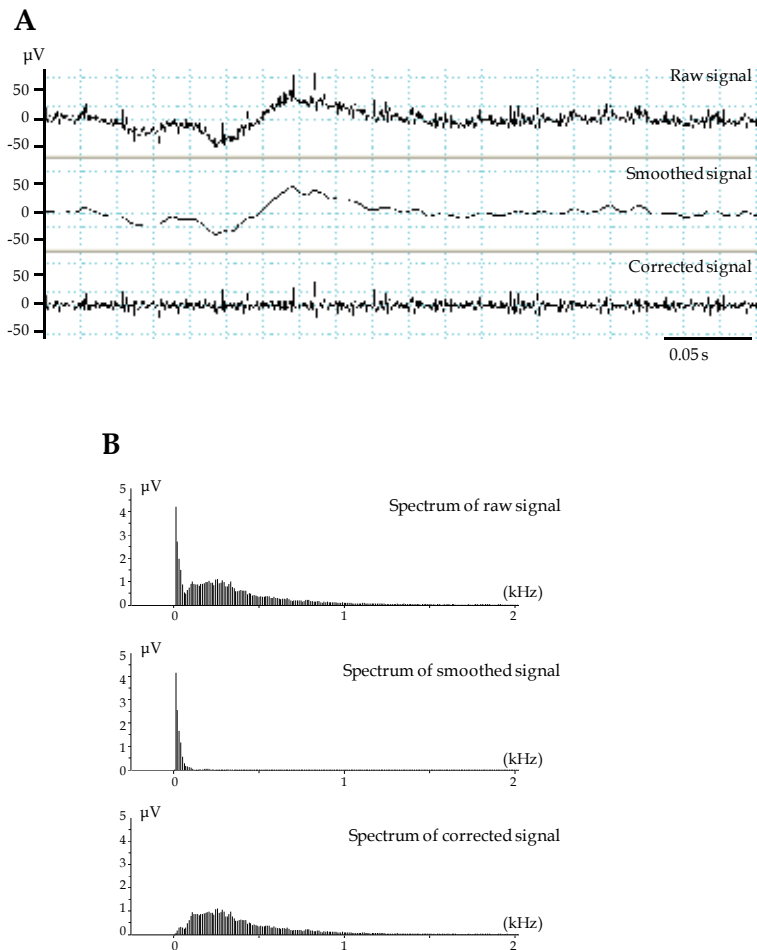 A
µV
Raw signal
50
0
-50
Smoothed signal
50
0
-50
Corrected signal
50
0
-50
0.05 s
B
µV
5
4
3
2
1
0
Spectrum of raw signal
(kHz)
0 1 2
µV
5
4
3
2
1
0
Spectrum of smoothed signal
(kHz)
0 1 2
µV
5
4
3
2
1
0
Spectrum of corrected signal
(kHz)
0 1 2